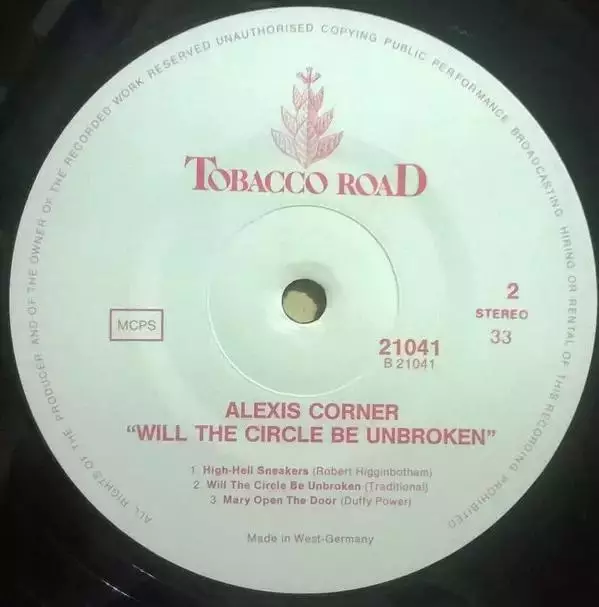 ALL RIGHTS OF THE PRODUCER AND OF THE OWNER OF THE RECORDED WORK RESERVED UNAUTHORISED COPYING PUBLIC PERFORMANCE BROADCASTING HIRING OR RENTAL OF THIS RECORDING PROHIBITED
TOBACCO ROAD
MCPS
2
STEREO
33
21041
B 21041
ALEXIS CORNER
"WILL THE CIRCLE BE UNBROKEN"
1. High-Hell Sneakers (Robert Higginbotham)
2. Will The Circle Be Unbroken (Traditional)
3. Mary Open The Door (Duffy Power)
Made in West-Germany